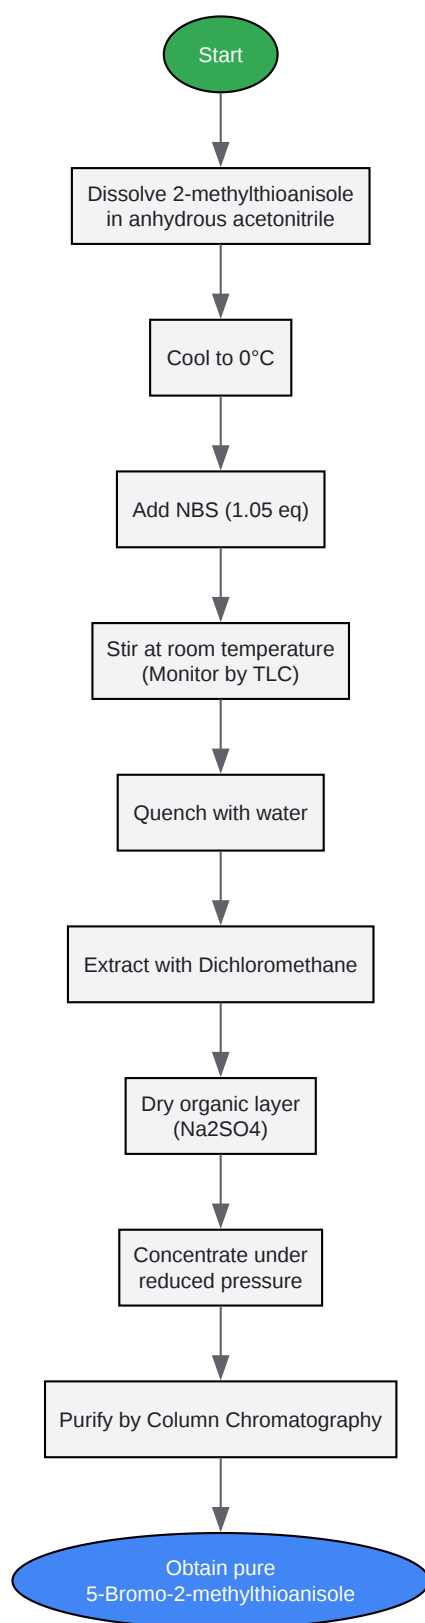 Start
Dissolve 2-methylthioanisole
in anhydrous acetonitrile
Cool to 0°C
Add NBS (1.05 eq)
Stir at room temperature
(Monitor by TLC)
Quench with water
Extract with Dichloromethane
Dry organic layer
(Na2SO4)
Concentrate under
reduced pressure
Purify by Column Chromatography
Obtain pure
5-Bromo-2-methylthioanisole